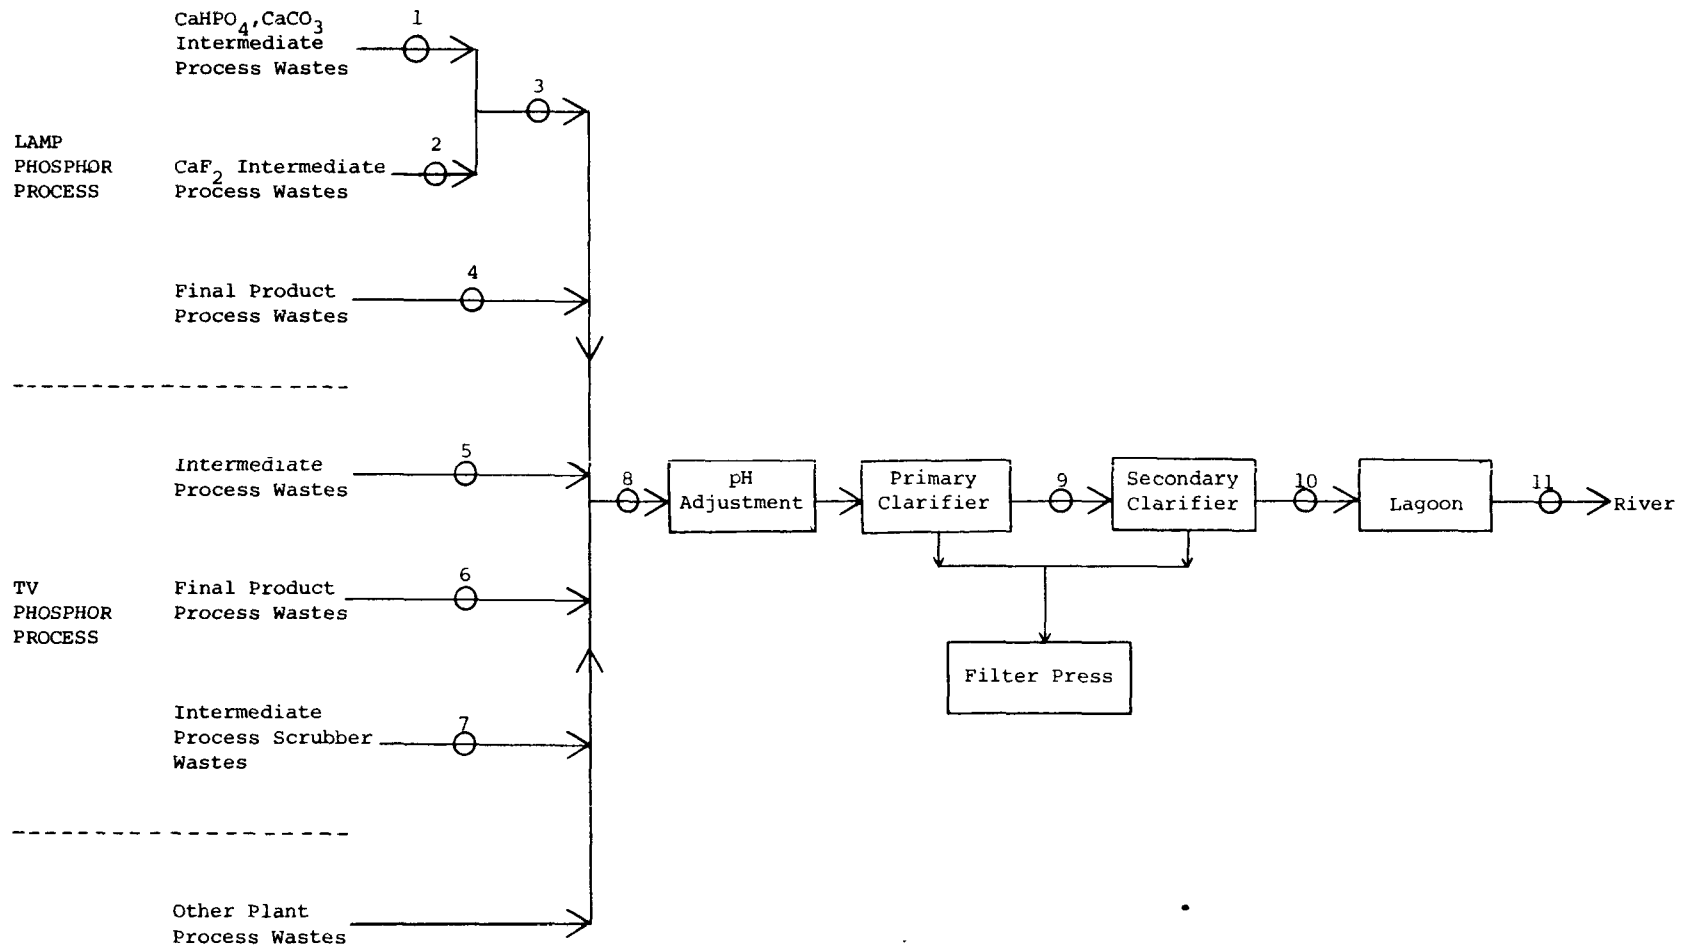 CaHPO4,CaCO3
Intermediate
Process Wastes
1
3
LAMP
PHOSPHOR
PROCESS
2
CaF2 Intermediate
Process Wastes
4
Final Product
Process Wastes
5
Intermediate
Process Wastes
8
pH
Adjustment
Primary
Clarifier
9
Secondary
Clarifier
10
Lagoon
11
River
TV
PHOSPHOR
PROCESS
6
Final Product
Process Wastes
Filter Press
7
Intermediate
Process Scrubber
Wastes
Other Plant
Process Wastes